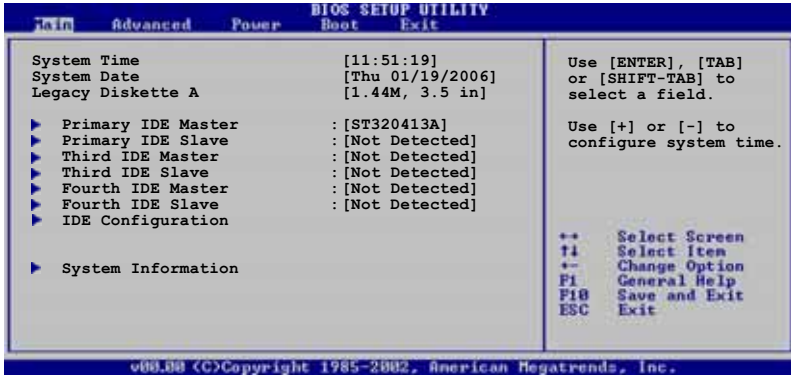 BIOS SETUP UTILITY
Main Advanced Power Boot Exit
System Time [11:51:19]
System Date [Thu 01/19/2006]
Legacy Diskette A [1.44M, 3.5 in]
Primary IDE Master :[ST320413A]
Primary IDE Slave :[Not Detected]
Third IDE Master :[Not Detected]
Third IDE Slave :[Not Detected]
Fourth IDE Master :[Not Detected]
Fourth IDE Slave :[Not Detected]
IDE Configuration
System Information
Use [ENTER], [TAB]
or [SHIFT-TAB] to
select a field.
Use [+] or [-] to
configure system time.
←→ Select Screen
↑↓ Select Item
+- Change Option
F1 General Help
F10 Save and Exit
ESC Exit
v00.00 (C)Copyright 1985-2002, American Megatrends, Inc.